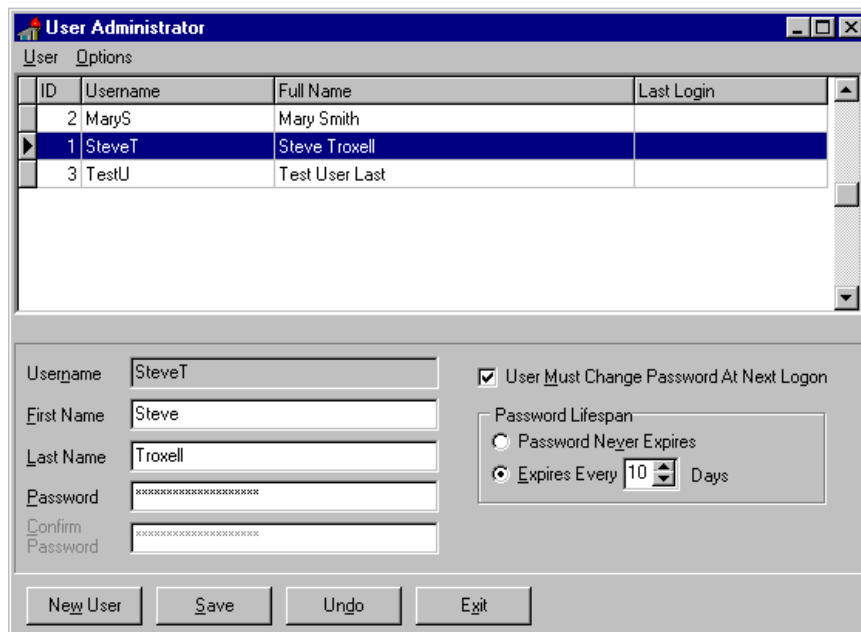 User Administrator
User Options
ID Username Full Name Last Login
2 MaryS Mary Smith
1 SteveT Steve Troxell
3 TestU Test User Last
Username SteveT
First Name Steve
Last Name Troxell
Password ********************
Confirm Password ********************
User Must Change Password At Next Logon
Password Lifespan
Password Never Expires
Expires Every 10 Days
New User Save Undo Exit